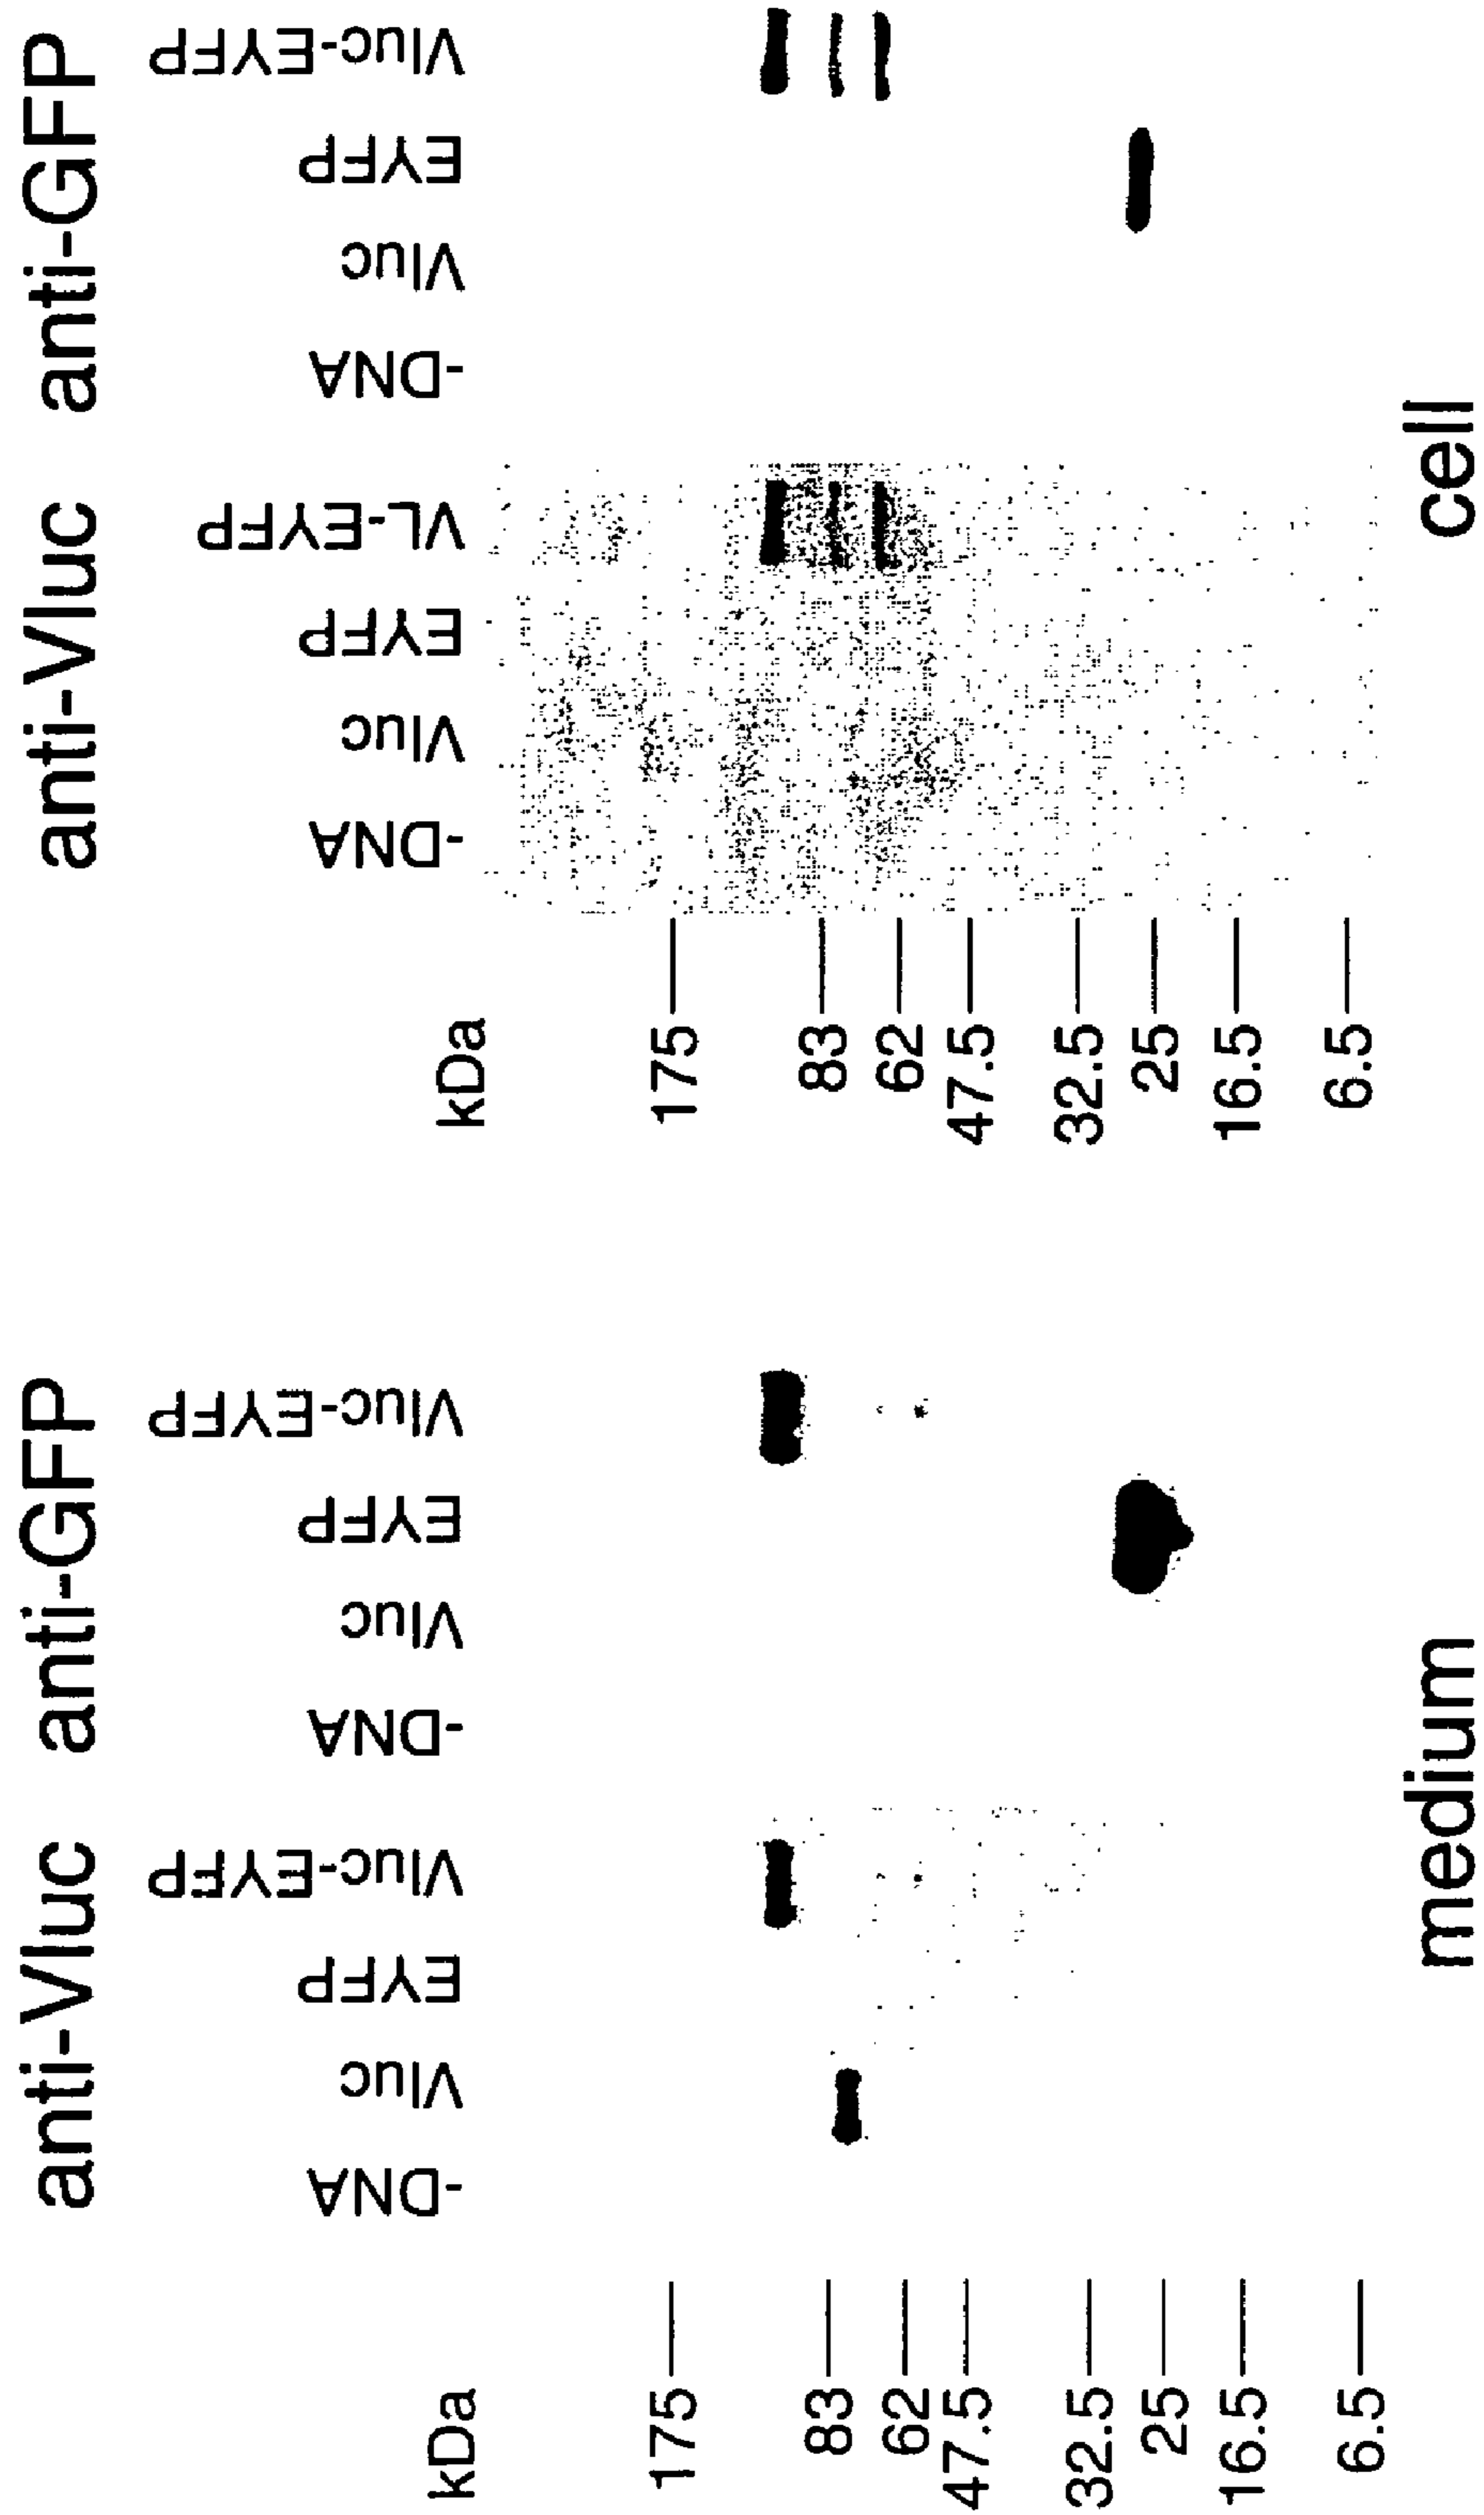 anti-Vluc anti-GFP
kDa
-DNA
Vluc
EYFP
Vluc-EYFP
-DNA
Vluc
EYFP
Vluc-EYFP
175
83
62
47.5
32.5
25
16.5
6.5
medium
anti-Vluc anti-GFP
kDa
-DNA
Vluc
EYFP
VL-EYFP
-DNA
Vluc
EYFP
Vluc-EYFP
175
83
62
47.5
32.5
25
16.5
6.5
cell